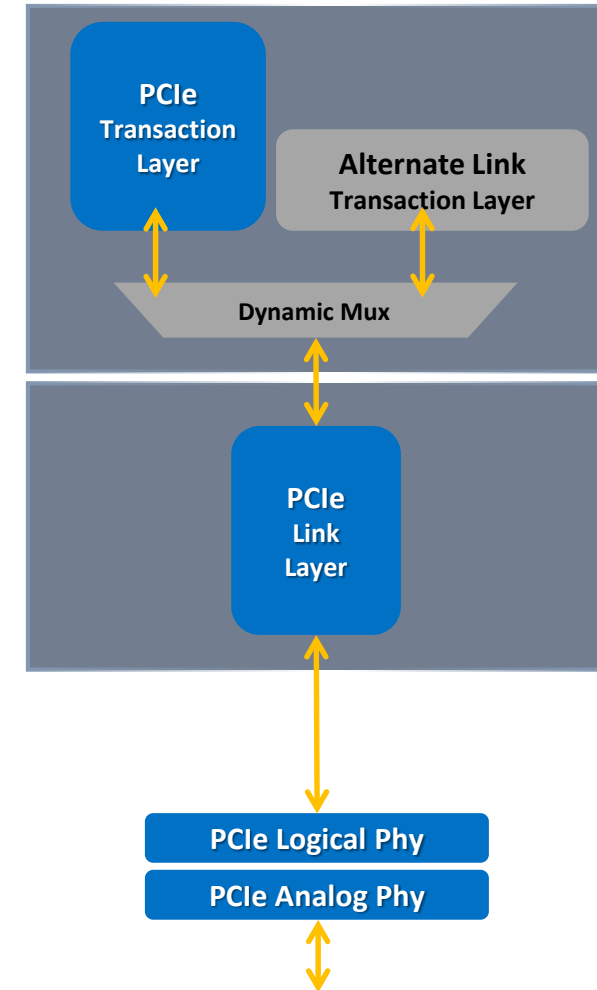 PCIe
Transaction
Layer
Alternate Link
Transaction Layer
Dynamic Mux
PCIe
Link
Layer
PCIe Logical Phy
PCIe Analog Phy